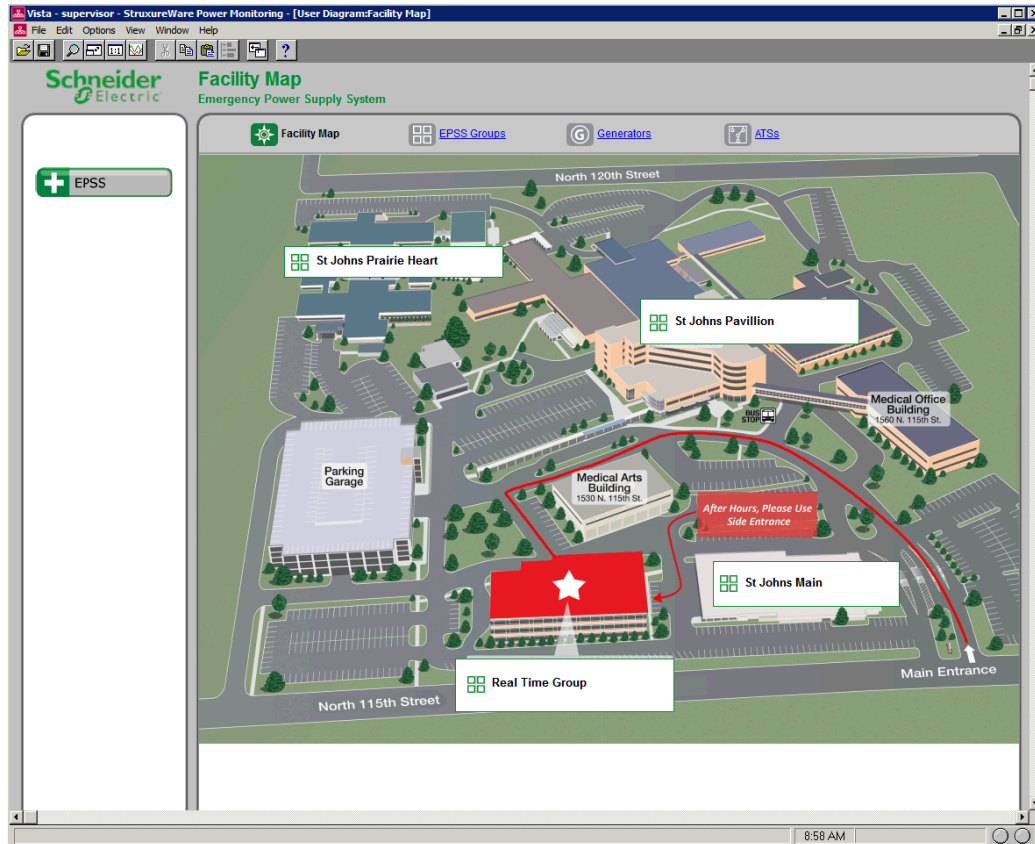 Vista - supervisor - StruxureWare Power Monitoring - [User Diagram:Facility Map]
File Edit Options View Window Help
1:1
?
Schneider
Electric
Facility Map
Emergency Power Supply System
Facility Map
EPSS Groups
G
Generators
ATSs
EPSS
North 120th Street
St Johns Prairie Heart
St Johns Pavillion
Medical Office
Building
1560 N. 115th St.
BUS
STOP
Parking
Garage
Medical Arts
Building
1530 N. 115th St.
After Hours, Please Use
Side Entrance
St Johns Main
Main Entrance
Real Time Group
North 115th Street
8:58 AM